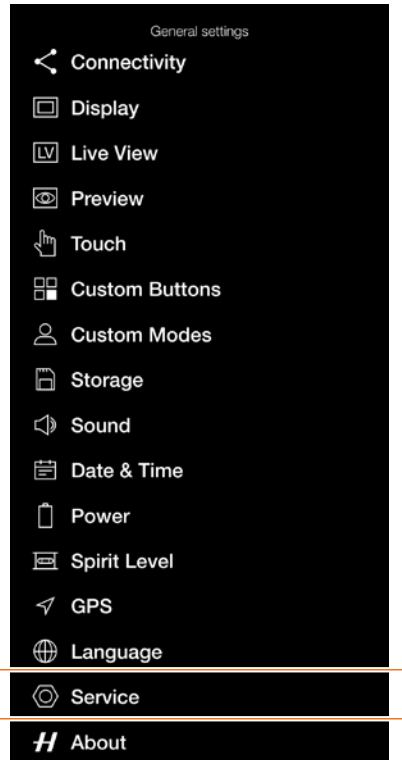 General settings
Connectivity
Display
LV Live View
Preview
Touch
Custom Buttons
Custom Modes
Storage
Sound
Date & Time
Power
Spirit Level
GPS
Language
Service
H About